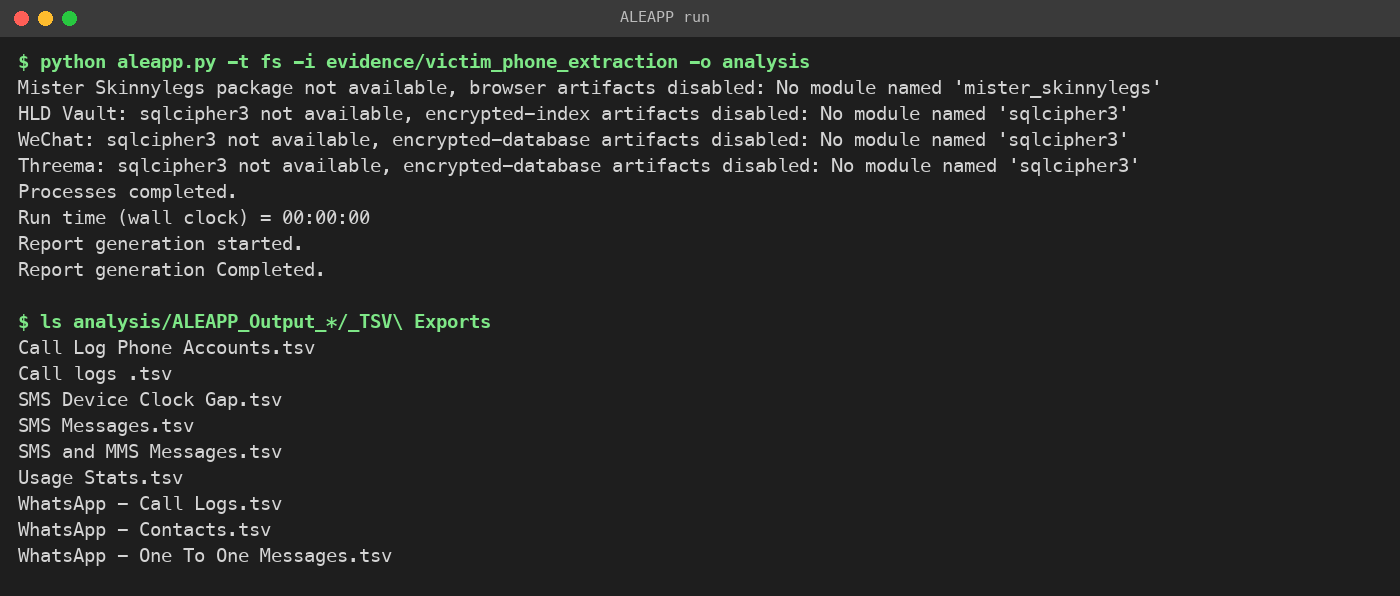 ALEAPP run
$ python aleapp.py -t fs -i evidence/victim_phone_extraction -o analysis
Mister Skinnylegs package not available, browser artifacts disabled: No module named 'mister_skinnylegs'
HLD Vault: sqlcipher3 not available, encrypted-index artifacts disabled: No module named 'sqlcipher3'
WeChat: sqlcipher3 not available, encrypted-database artifacts disabled: No module named 'sqlcipher3'
Threema: sqlcipher3 not available, encrypted-database artifacts disabled: No module named 'sqlcipher3'
Processes completed.
Run time (wall clock) = 00:00:00
Report generation started.
Report generation Completed.
$ ls analysis/ALEAPP_Output_*/_TSV\ Exports
Call Log Phone Accounts.tsv
Call logs .tsv
SMS Device Clock Gap.tsv
SMS Messages.tsv
SMS and MMS Messages.tsv
Usage Stats.tsv
WhatsApp - Call Logs.tsv
WhatsApp - Contacts.tsv
WhatsApp - One To One Messages.tsv